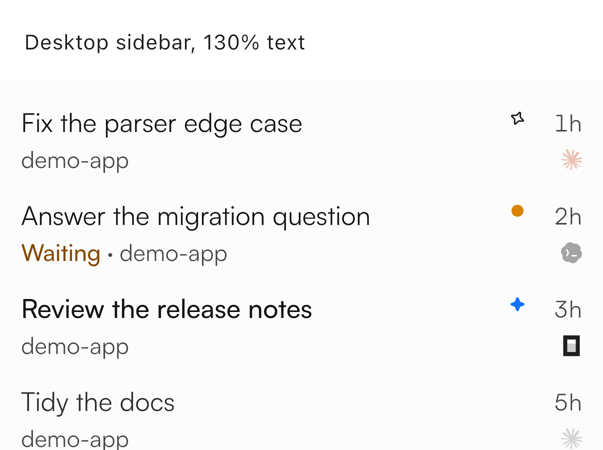 Desktop sidebar, 130% text
Fix the parser edge case 1h
demo-app
Answer the migration question 2h
Waiting · demo-app
Review the release notes 3h
demo-app
Tidy the docs 5h
demo-app